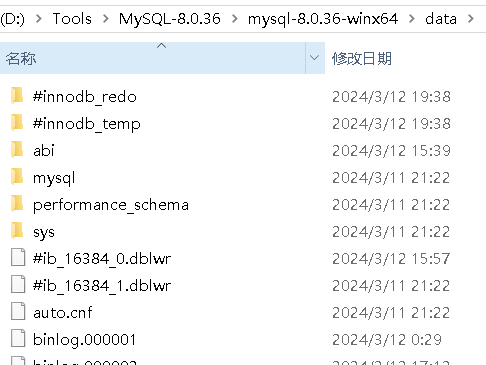 (D:) > Tools > MySQL-8.0.36 > mysql-8.0.36-winx64 > data >
名称 修改日期
#innodb_redo 2024/3/12 19:38
#innodb_temp 2024/3/12 19:38
abi 2024/3/12 15:39
mysql 2024/3/11 21:22
performance_schema 2024/3/11 21:22
sys 2024/3/11 21:22
#ib_16384_0.dblwr 2024/3/12 15:57
#ib_16384_1.dblwr 2024/3/11 21:22
auto.cnf 2024/3/11 21:22
binlog.000001 2024/3/12 0:29